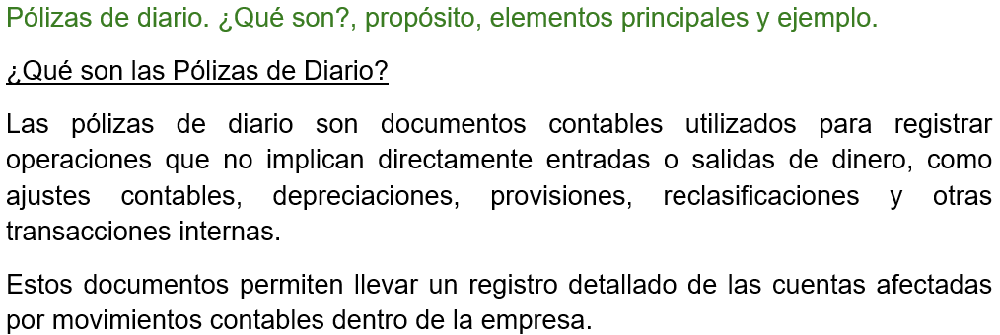 Pólizas de diario. ¿Qué son?, propósito, elementos principales y ejemplo.
¿Qué son las Pólizas de Diario?
Las pólizas de diario son documentos contables utilizados para registrar
operaciones que no implican directamente entradas o salidas de dinero, como
ajustes contables, depreciaciones, provisiones, reclasificaciones y otras
transacciones internas.
Estos documentos permiten llevar un registro detallado de las cuentas afectadas
por movimientos contables dentro de la empresa.